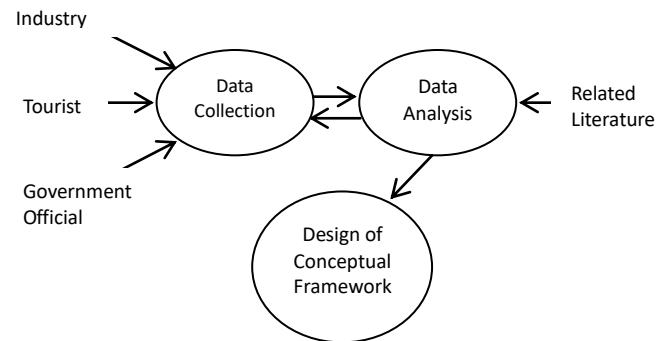 Industry
Data
Collection
Data
Analysis
Tourist
Related
Literature
Government
Official
Design of
Conceptual
Framework